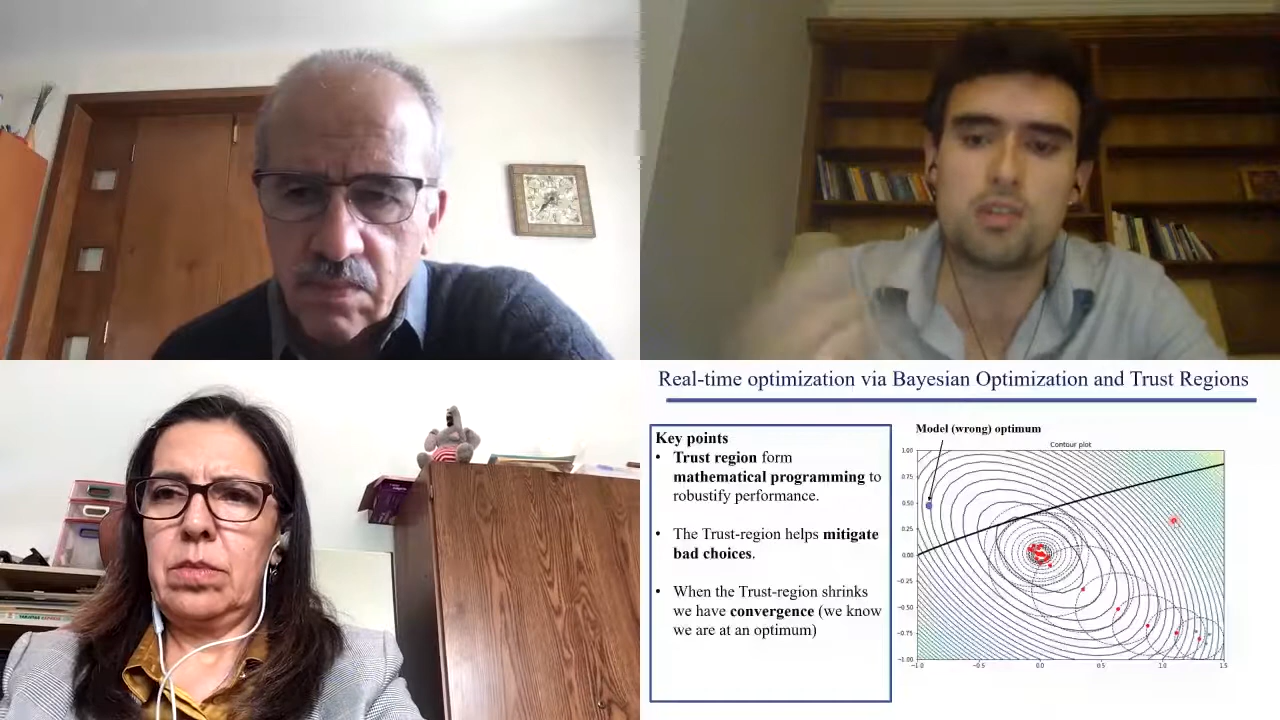 Real-time optimization via Bayesian Optimization and Trust Regions
Key points
• Trust region form
mathematical programming to
robustify performance.
• The Trust-region helps mitigate
bad choices.
• When the Trust-region shrinks
we have convergence (we know
we are at an optimum)
Model (wrong) optimum
Contour plot
1.00
0.75
0.50
0.25
0.00
−0.25
−0.50
−0.75
−1.00
−1.0 −0.5 0.0 0.5 1.0 1.5